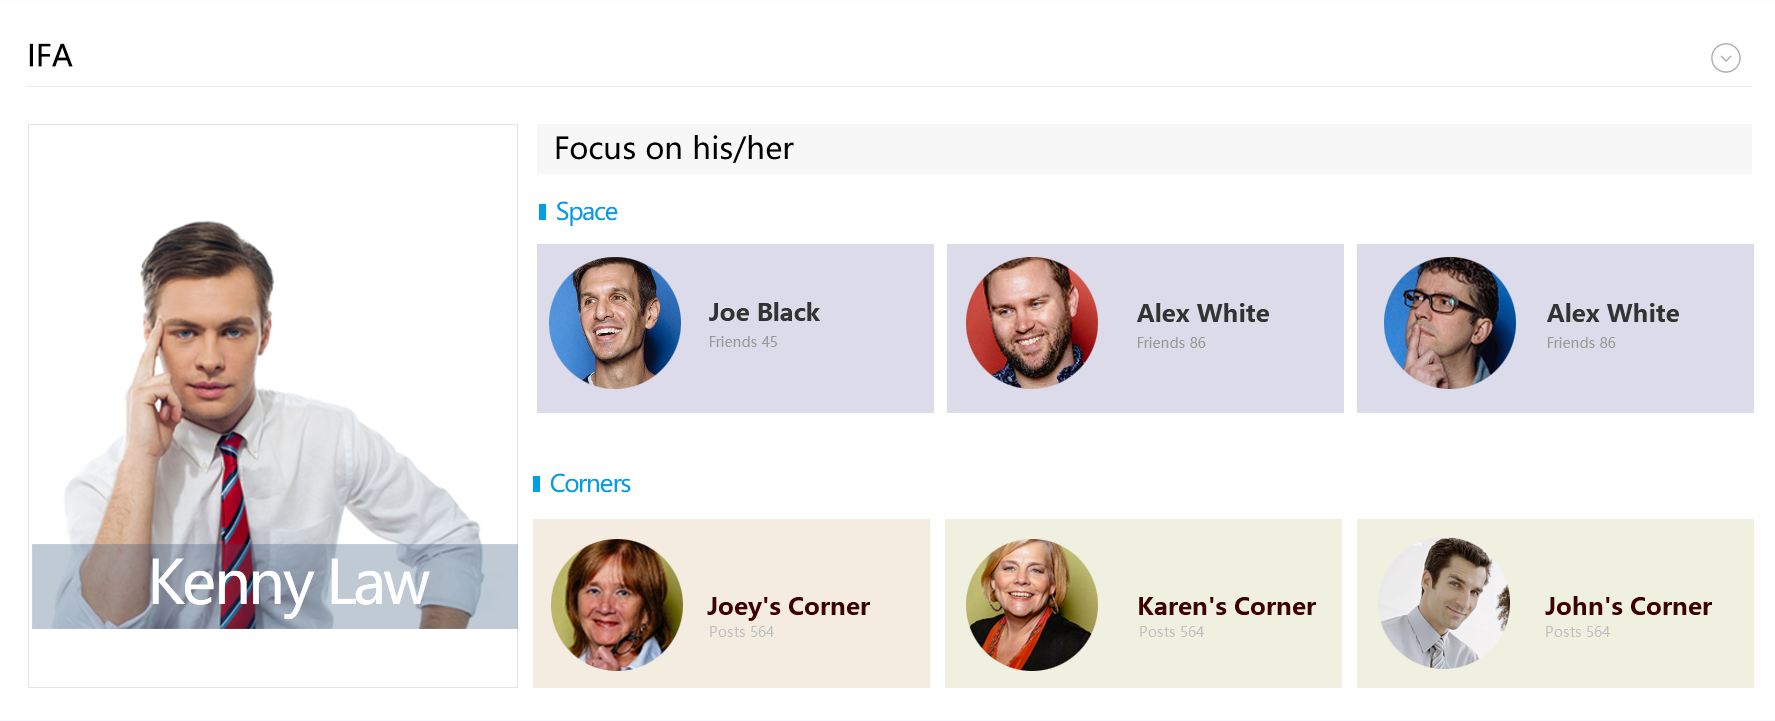 IFA
Kenny Law
Focus on his/her
Space
Joe Black
Friends 45
Alex White
Friends 86
Alex White
Friends 86
Corners
Joey's Corner
Posts 564
Karen's Corner
Posts 564
John's Corner
Posts 564